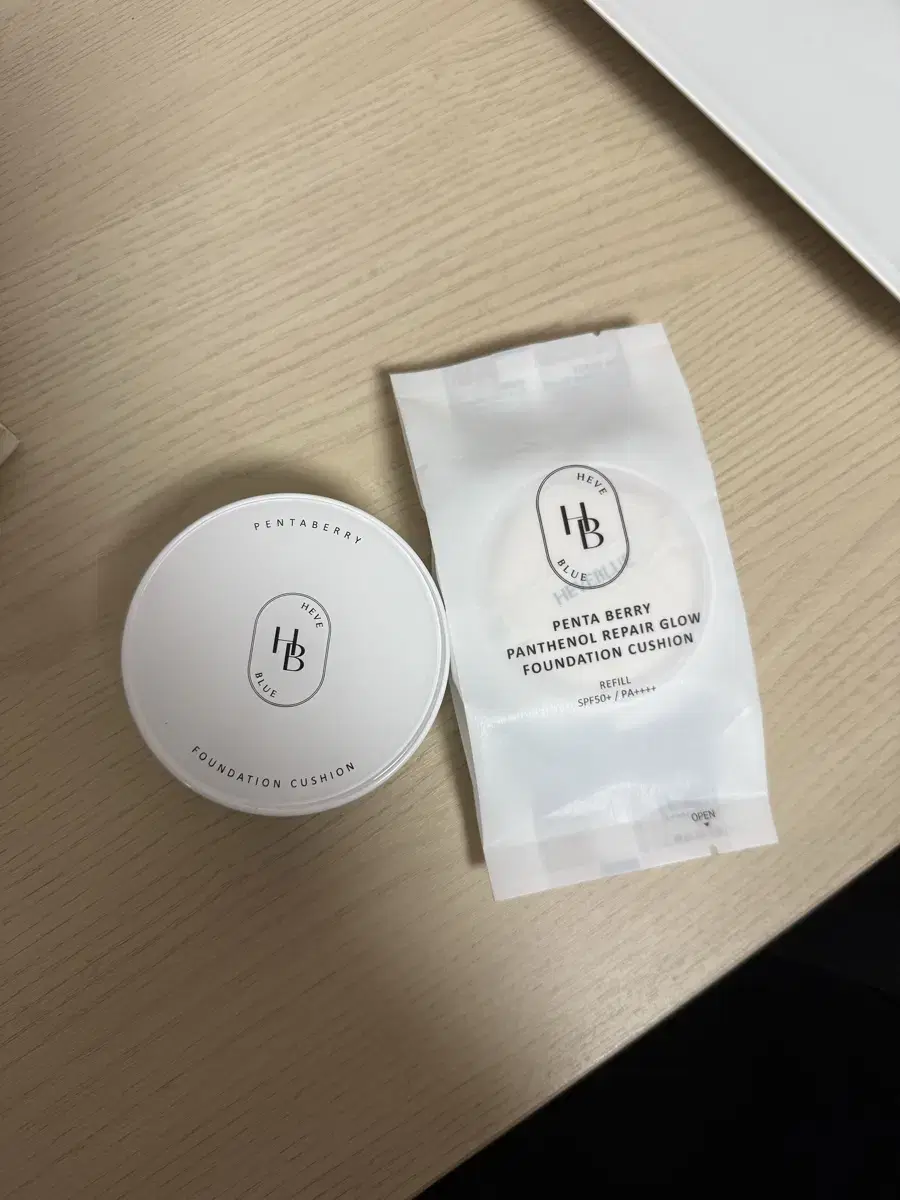 PENTABERRY
HEVE
HB
BLUE
FOUNDATION CUSHION
HEVE
HB
BLUE
HEVEBLUE
PENTA BERRY
PANTHENOL REPAIR GLOW
FOUNDATION CUSHION
REFILL
SPF50+ / PA++++
OPEN